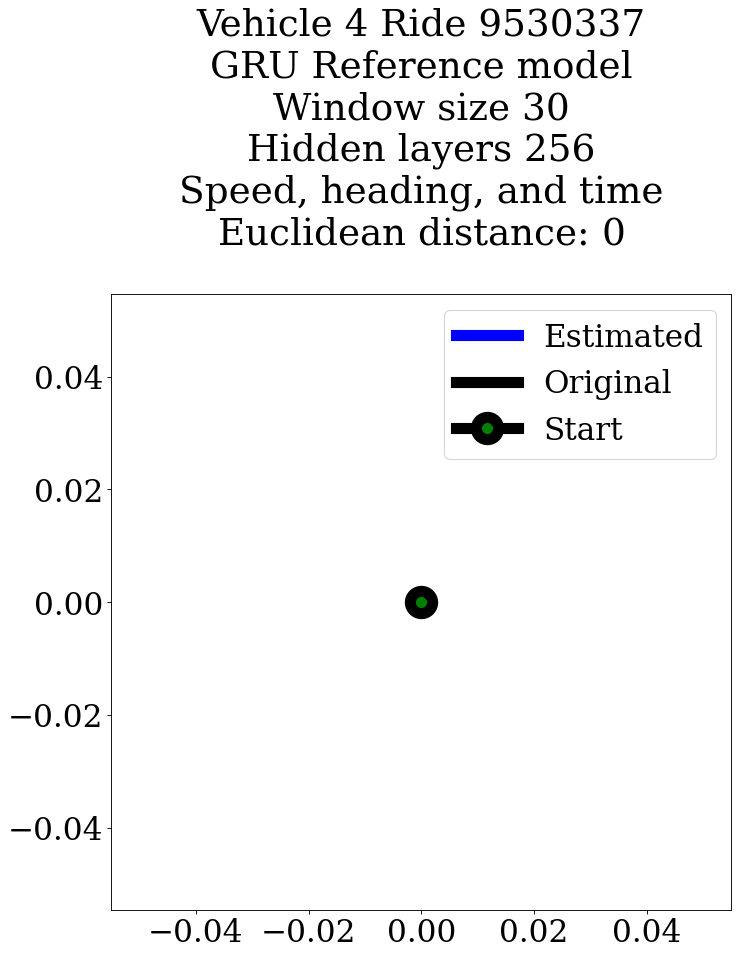 Vehicle 4 Ride 9530337
GRU Reference model
Window size 30
Hidden layers 256
Speed, heading, and time
Euclidean distance: 0
Estimated
Original
Start
0.04
0.02
0.00
−0.02
−0.04
−0.04 −0.02 0.00 0.02 0.04